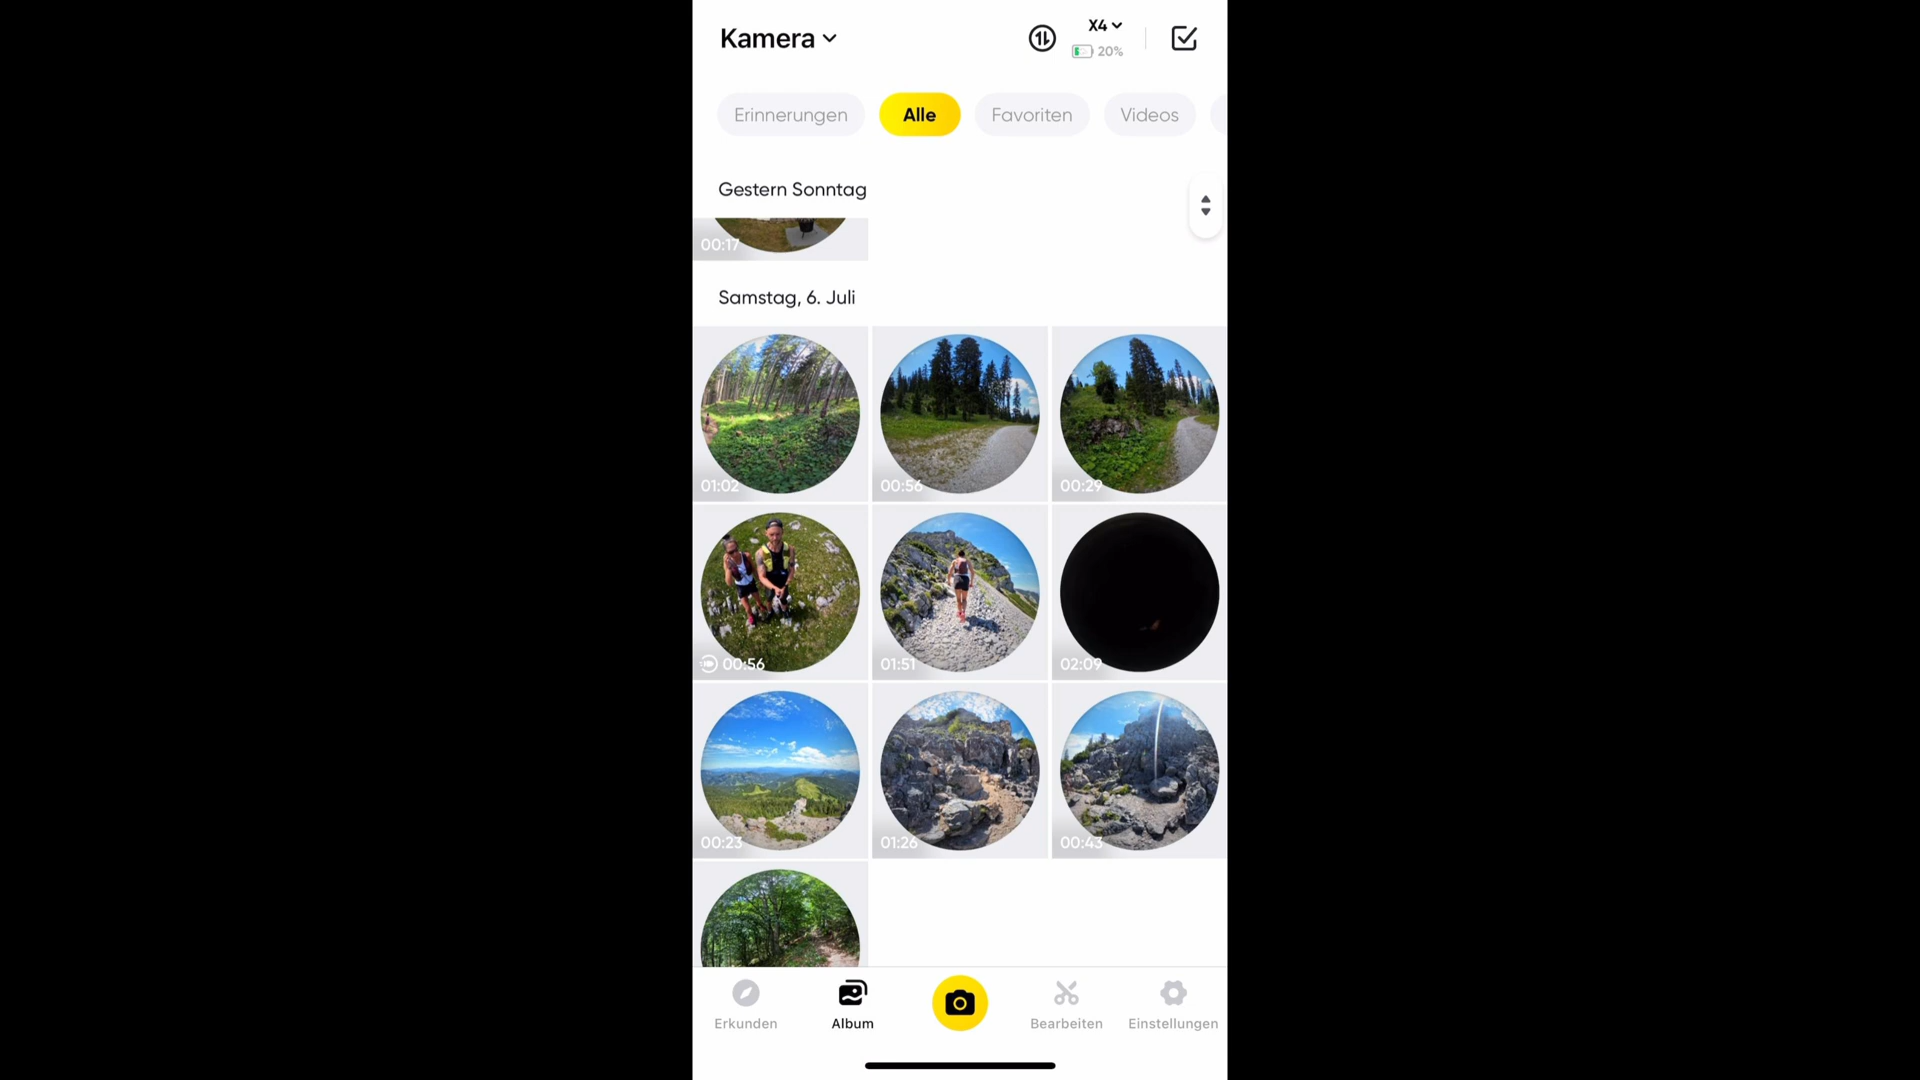 Kamera
X4
20%
Erinnerungen
Alle
Favoriten
Videos
Gestern Sonntag
00:17
Samstag, 6. Juli
01:02
00:56
00:29
00:56
01:51
02:09
00:23
01:26
00:43
Erkunden
Album
Bearbeiten
Einstellungen